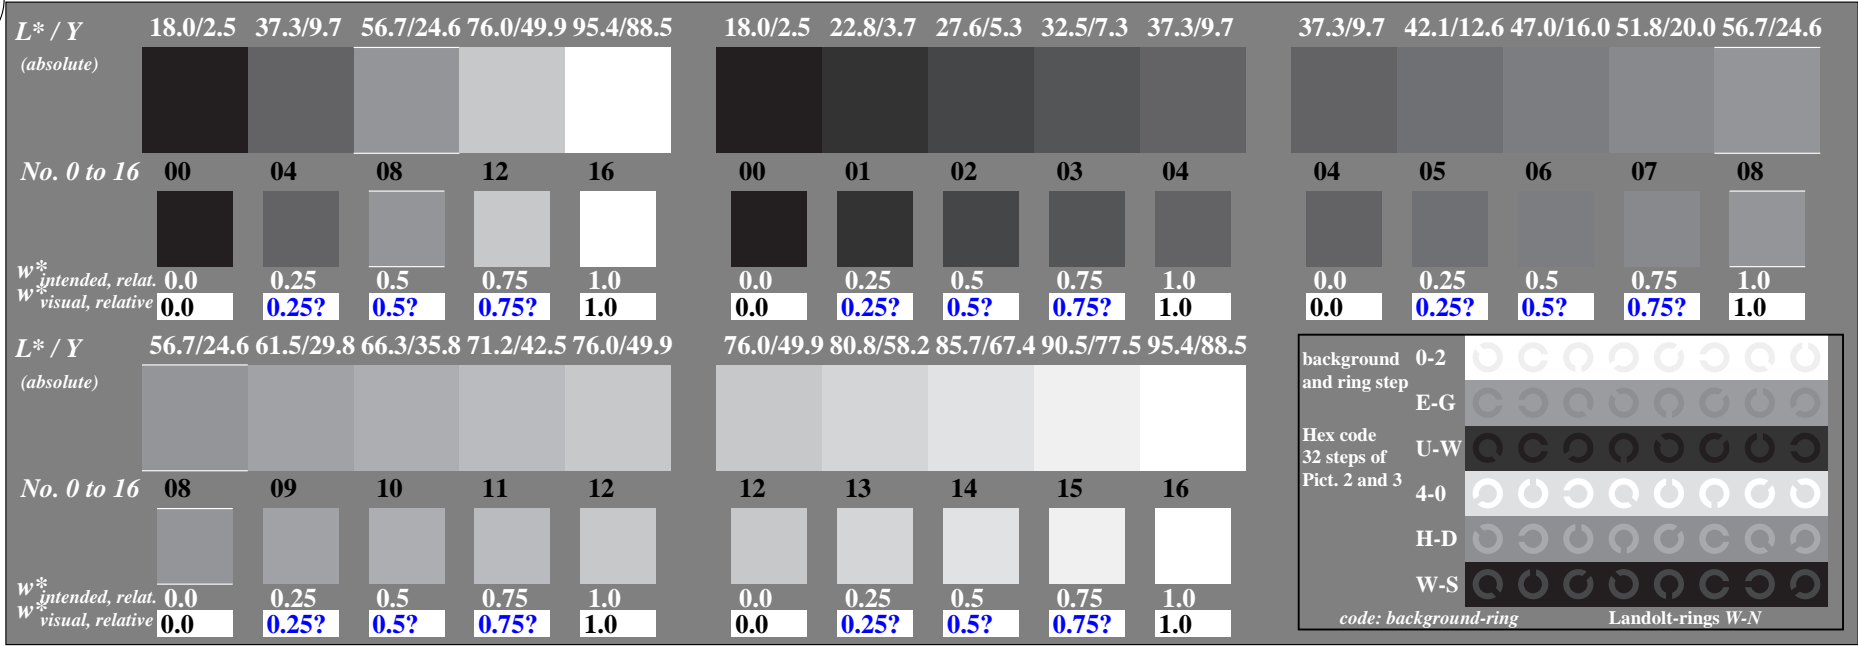 L* / Y 18.0/2.5 37.3/9.7 56.7/24.6 76.0/49.9 95.4/88.5 18.0/2.5 22.8/3.7 27.6/5.3 32.5/7.3 37.3/9.7 37.3/9.7 42.1/12.6 47.0/16.0 51.8/20.0 56.7/24.6
(absolute)
No. 0 to 16 00 04 08 12 16 00 01 02 03 04 04 05 06 07 08
w* intended, relat. 0.0 0.25 0.5 0.75 1.0 0.0 0.25 0.5 0.75 1.0 0.0 0.25 0.5 0.75 1.0
w* visual, relative 0.0 0.25? 0.5? 0.75? 1.0 0.0 0.25? 0.5? 0.75? 1.0 0.0 0.25? 0.5? 0.75? 1.0
L* / Y 56.7/24.6 61.5/29.8 66.3/35.8 71.2/42.5 76.0/49.9 76.0/49.9 80.8/58.2 85.7/67.4 90.5/77.5 95.4/88.5
(absolute)
No. 0 to 16 08 09 10 11 12 12 13 14 15 16
w* intended, relat. 0.0 0.25 0.5 0.75 1.0 0.0 0.25 0.5 0.75 1.0
w* visual, relative 0.0 0.25? 0.5? 0.75? 1.0 0.0 0.25? 0.5? 0.75? 1.0
background 0-2
and ring step
E-G
Hex code
U-W
32 steps of
Pict. 2 and 3
4-0
H-D
W-S
code: background-ring Landolt-rings W-N